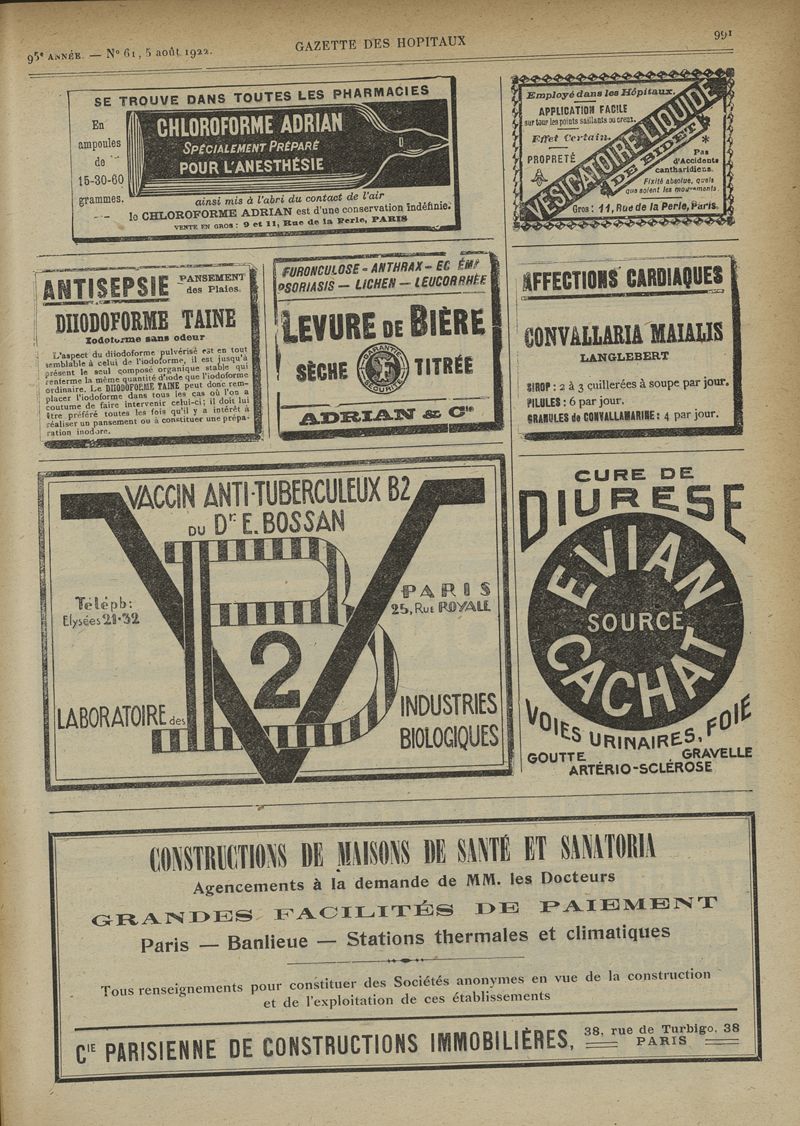 95e ANNÉE. — N° 61, 5 août 1922.
GAZETTE DES HOPITAUX
991
SE TROUVE DANS TOUTES LES PHARMACIES
En
ampoules
de
15-30-60
grammes.
CHLOROFORME ADRIAN
SPÉCIALEMENT PRÉPARÉ
POUR L'ANESTHÉSIE
ainsi mis à l'abri du contact de l'air
le CHLOROFORME ADRIAN est d'une conservation indéfinie.
VENTE EN GROS : 9 et 11, Rue de la Perle, PARIS
Employé dans les Hôpitaux.
APPLICATION FACILE
sur tous les points saillants ou creux.
Effet Certain.
PROPRETÉ
VÉSICATOIRE LIQUIDE
DE BIDET
*
Pas
d'Accidents
cantharidiens.
Fixité absolue, quels
que soient les mouvements
Gros : 11, Rue de la Perle, Paris.
ANTISEPSIE
PANSEMENT
des Plaies.
DIIODOFORME TAINE
Iodoforme sans odeur
L'aspect du diiodoforme pulvérisé est en tout
semblable à celui de l'iodoforme, il est jusqu'à
présent le seul composé organique stable qui
renferme la même quantité d'iode que l'iodoforme
ordinaire. Le DIIODOFORME TAINE peut donc rem-
placer l'iodoforme dans tous les cas où l'on a
coutume de faire intervenir celui-ci; il doit lui
être préféré toutes les fois qu'il y a intérêt à
réaliser un pansement ou à constituer une prépa-
ration inodore.
FURONCULOSE - ANTHRAX - EC ÉMA
PSORIASIS — LICHEN — LEUCORRHÉE
LEVURE DE BIÈRE
SÈCHE
GARANTIE
SÉCURITÉ
TITRÉE
ADRIAN & Cie
AFFECTIONS CARDIAQUES
CONVALLARIA MAIALIS
LANGLEBERT
SIROP : 2 à 3 cuillerées à soupe par jour.
PILULES : 6 par jour.
GRANULES de CONVALLAMARINE : 4 par jour.
VACCIN ANTI-TUBERCULEUX B2
DU Dr E. BOSSAN
Téléph:
Elysées 21-32
PARIS
25, Rue ROYALE
VB
2
LABORATOIRE des
INDUSTRIES
BIOLOGIQUES
CURE DE
DIURESE
EVIAN
SOURCE
CACHAT
VOIES URINAIRES, FOIE
GOUTTE
GRAVELLE
ARTÉRIO-SCLÉROSE
CONSTRUCTIONS DE MAISONS DE SANTÉ ET SANATORIA
Agencements à la demande de MM. les Docteurs
GRANDES FACILITÉS DE PAIEMENT
Paris — Banlieue — Stations thermales et climatiques
Tous renseignements pour constituer des Sociétés anonymes en vue de la construction
et de l'exploitation de ces établissements
CIE PARISIENNE DE CONSTRUCTIONS IMMOBILIÈRES,
38, rue de Turbigo, 38
PARIS